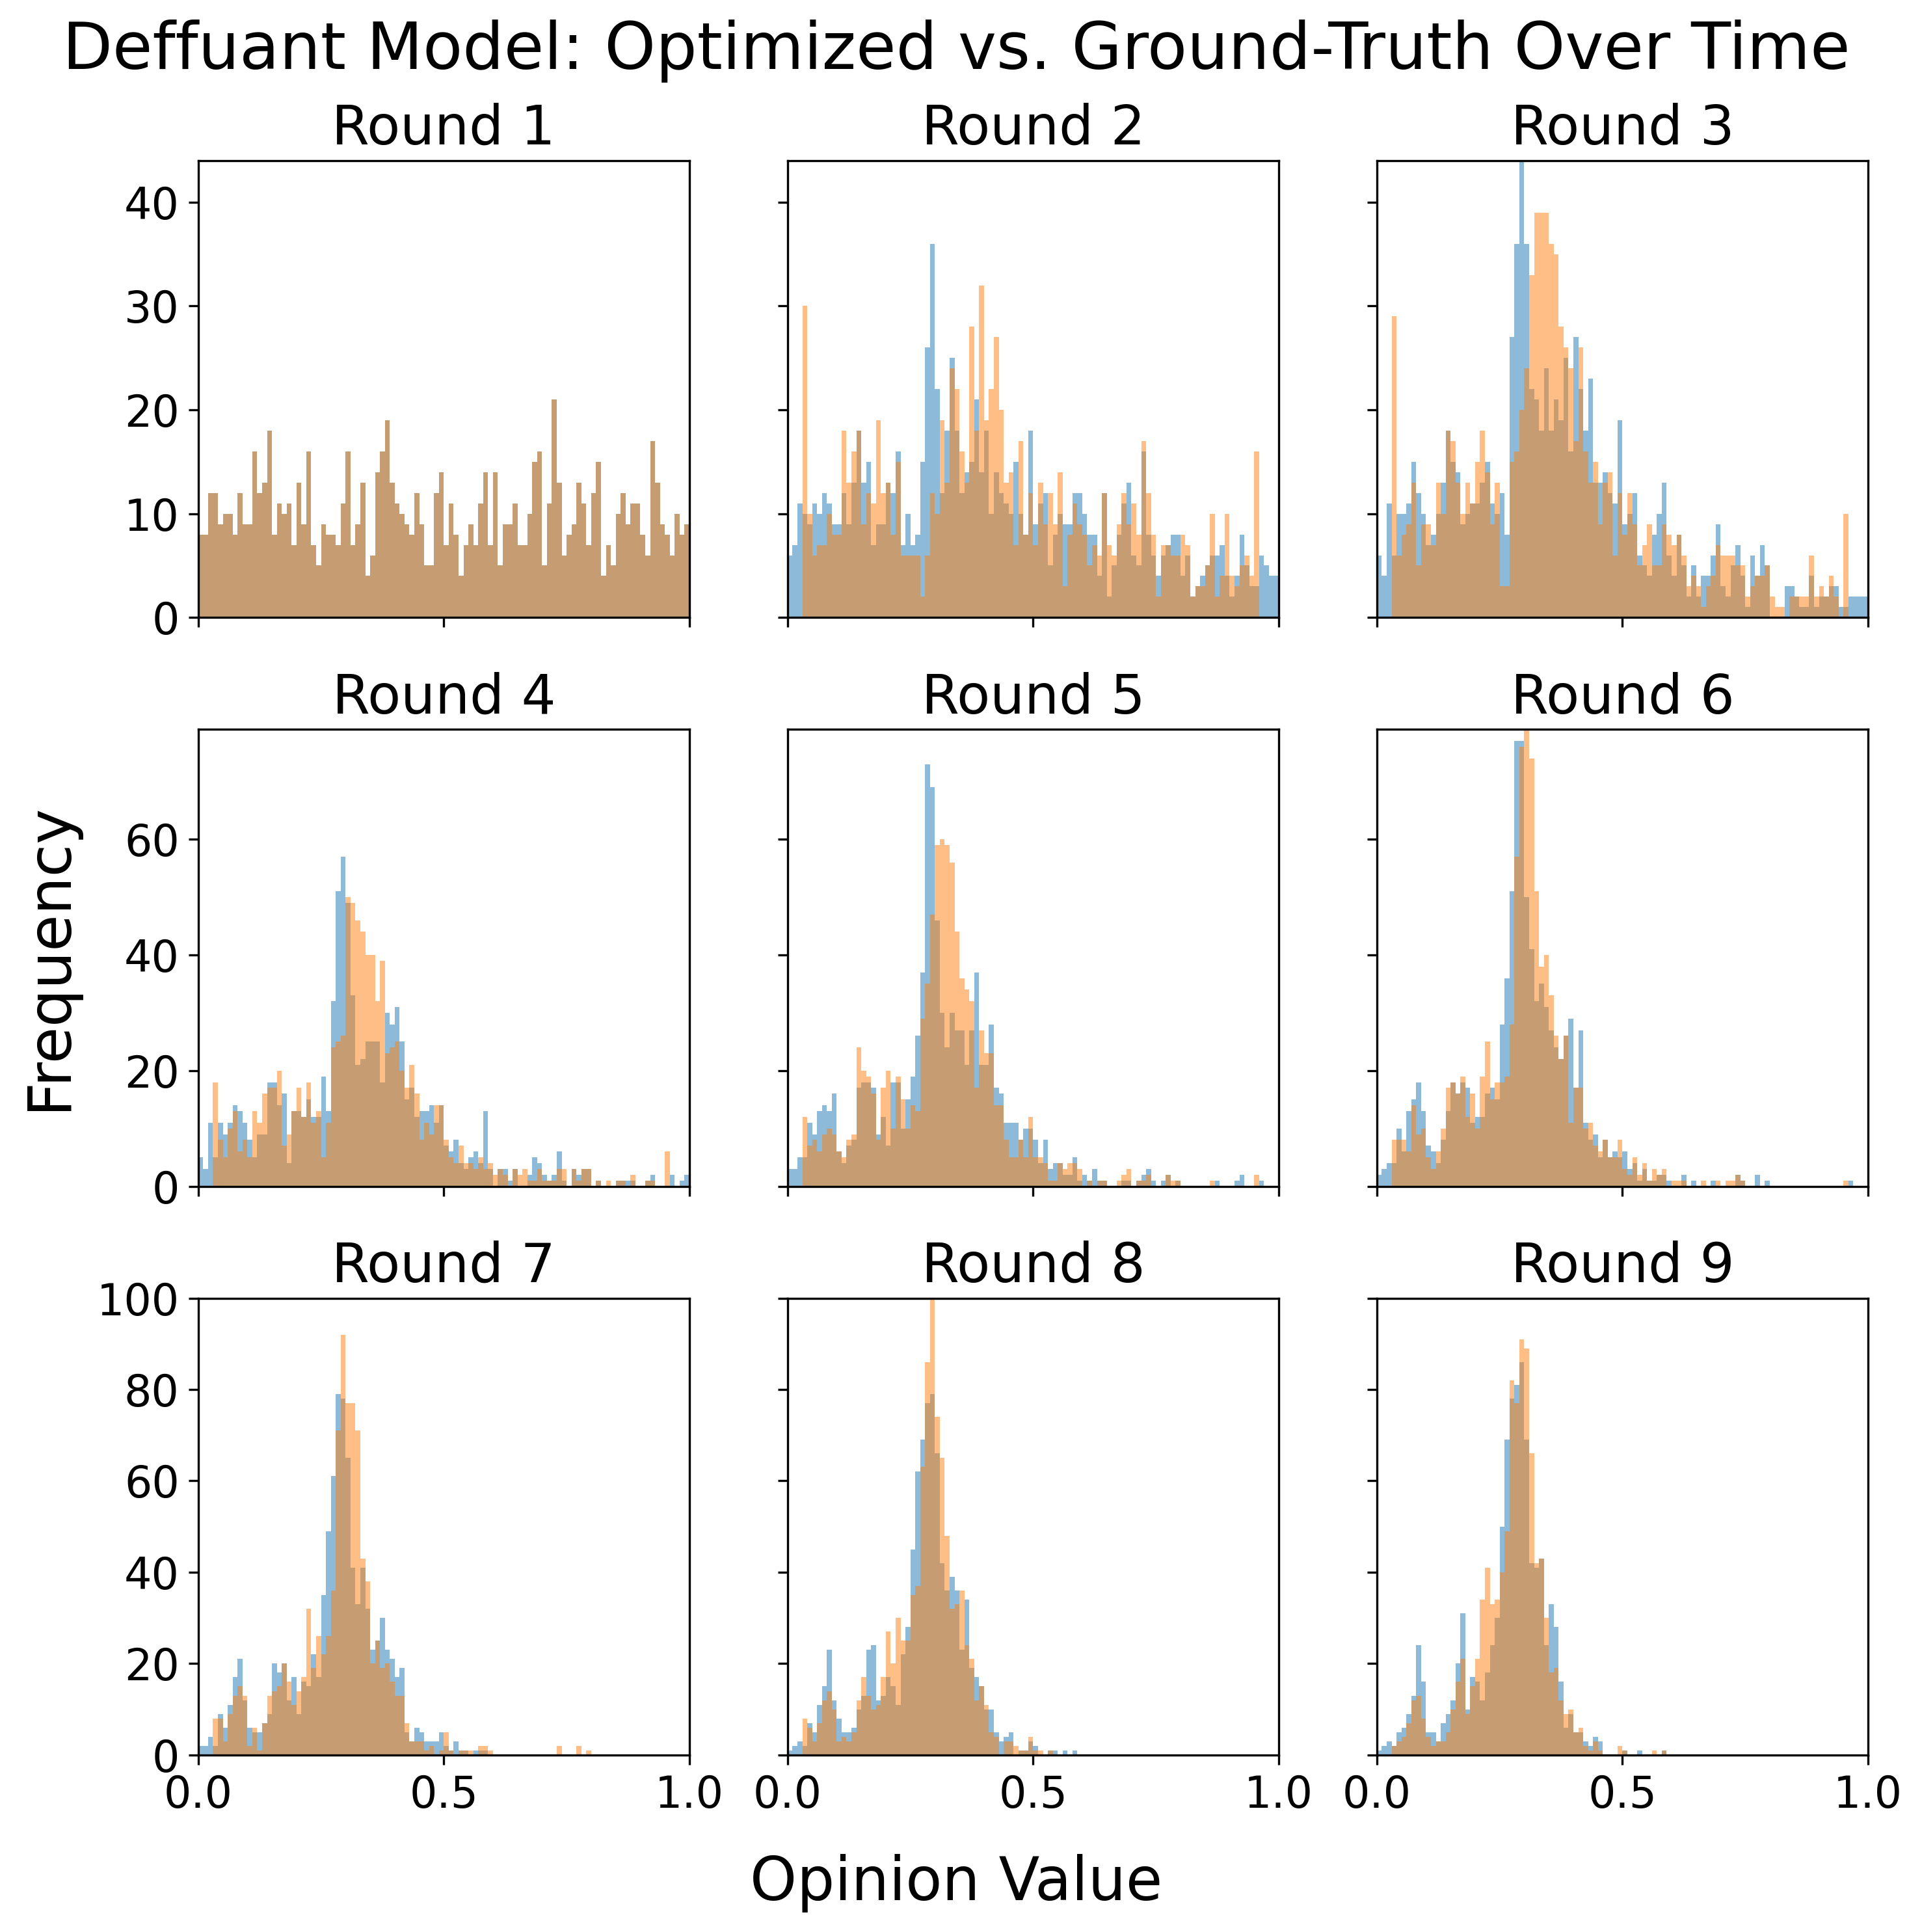 Deffuant Model: Optimized vs. Ground-Truth Over Time
Round 1
Round 2
Round 3
40
30
20
10
0
Round 4
Round 5
Round 6
60
40
20
0
Frequency
Round 7
Round 8
Round 9
100
80
60
40
20
0
0.0 0.5 1.0 0.0 0.5 1.0 0.0 0.5 1.0
Opinion Value